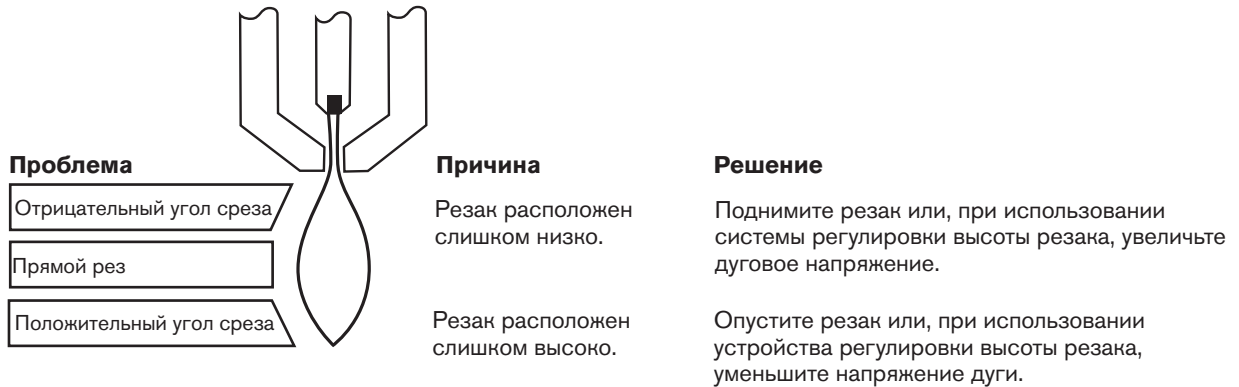 Проблема
Причина
Решение
Отрицательный угол среза
Резак расположен
слишком низко.
Поднимите резак или, при использовании
системы регулировки высоты резака, увеличьте
дуговое напряжение.
Прямой рез
Положительный угол среза
Резак расположен
слишком высоко.
Опустите резак или, при использовании
устройства регулировки высоты резака,
уменьшите напряжение дуги.